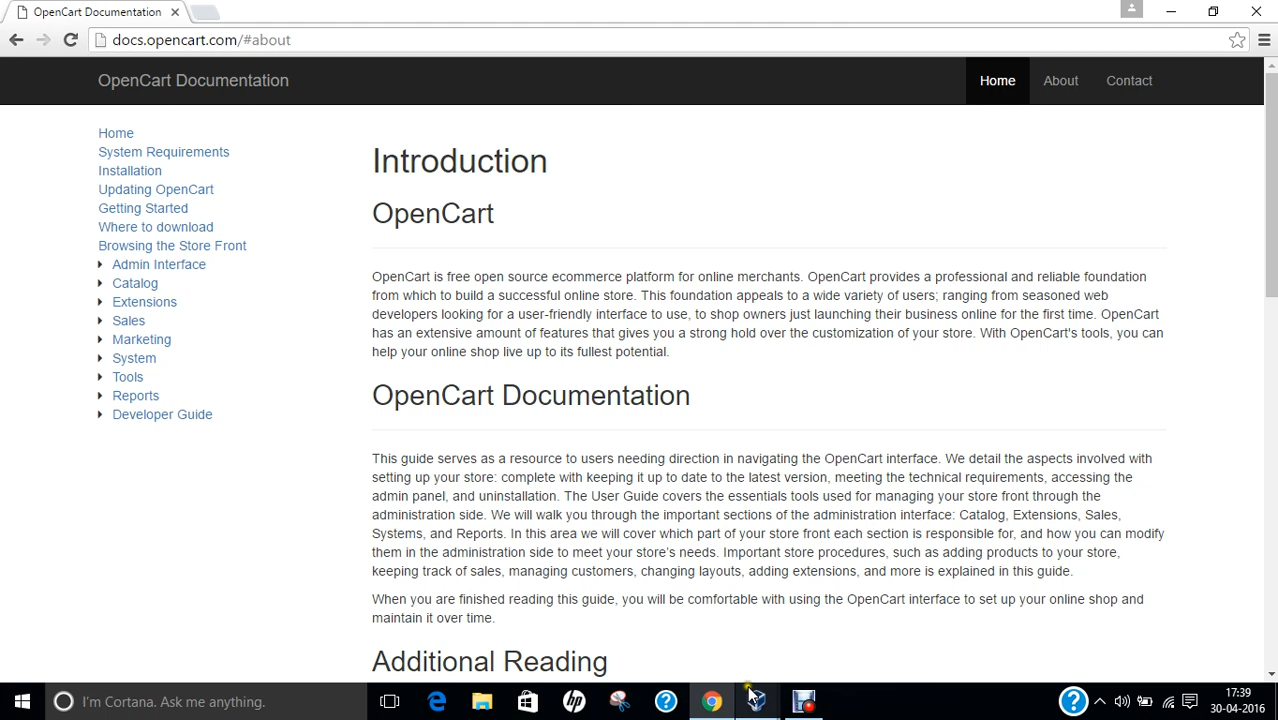 OpenCart Documentation
docs.opencart.com/#about
OpenCart Documentation
Home
About
Contact
Home
System Requirements
Installation
Updating OpenCart
Getting Started
Where to download
Browsing the Store Front
Admin Interface
Catalog
Extensions
Sales
Marketing
System
Tools
Reports
Developer Guide
Introduction
OpenCart
OpenCart is free open source ecommerce platform for online merchants. OpenCart provides a professional and reliable foundation
from which to build a successful online store. This foundation appeals to a wide variety of users; ranging from seasoned web
developers looking for a user-friendly interface to use, to shop owners just launching their business online for the first time. OpenCart
has an extensive amount of features that gives you a strong hold over the customization of your store. With OpenCart's tools, you can
help your online shop live up to its fullest potential.
OpenCart Documentation
This guide serves as a resource to users needing direction in navigating the OpenCart interface. We detail the aspects involved with
setting up your store: complete with keeping it up to date to the latest version, meeting the technical requirements, accessing the
admin panel, and uninstallation. The User Guide covers the essentials tools used for managing your store front through the
administration side. We will walk you through the important sections of the administration interface: Catalog, Extensions, Sales,
Systems, and Reports. In this area we will cover which part of your store front each section is responsible for, and how you can modify
them in the administration side to meet your store's needs. Important store procedures, such as adding products to your store,
keeping track of sales, managing customers, changing layouts, adding extensions, and more is explained in this guide.
When you are finished reading this guide, you will be comfortable with using the OpenCart interface to set up your online shop and
maintain it over time.
Additional Reading
I'm Cortana. Ask me anything.
hp
17:39
30-04-2016